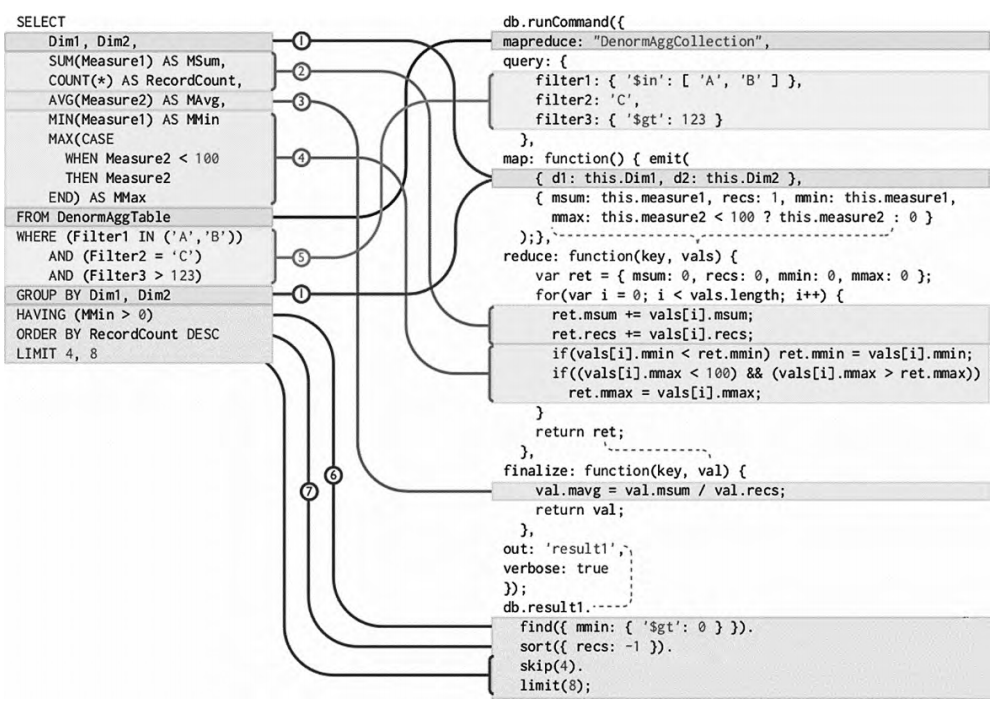 SELECT
Dim1, Dim2,
SUM(Measure1) AS MSum,
COUNT(*) AS RecordCount,
AVG(Measure2) AS MAvg,
MIN(Measure1) AS MMin
MAX(CASE
WHEN Measure2 < 100
THEN Measure2
END) AS MMax
FROM DenormAggTable
WHERE (Filter1 IN ('A','B'))
AND (Filter2 = 'C')
AND (Filter3 > 123)
GROUP BY Dim1, Dim2
HAVING (MMin > 0)
ORDER BY RecordCount DESC
LIMIT 4, 8
1
2
3
4
5
1
6
7
db.runCommand({
mapreduce: "DenormAggCollection",
query: {
filter1: { '$in': [ 'A', 'B' ] },
filter2: 'C',
filter3: { '$gt': 123 }
},
map: function() { emit(
{ d1: this.Dim1, d2: this.Dim2 },
{ msum: this.measure1, recs: 1, mmin: this.measure1,
mmax: this.measure2 < 100 ? this.measure2 : 0 }
);},
reduce: function(key, vals) {
var ret = { msum: 0, recs: 0, mmin: 0, mmax: 0 };
for(var i = 0; i < vals.length; i++) {
ret.msum += vals[i].msum;
ret.recs += vals[i].recs;
if(vals[i].mmin < ret.mmin) ret.mmin = vals[i].mmin;
if((vals[i].mmax < 100) && (vals[i].mmax > ret.mmax))
ret.mmax = vals[i].mmax;
}
return ret;
},
finalize: function(key, val) {
val.mavg = val.msum / val.recs;
return val;
},
out: 'result1',
verbose: true
});
db.result1.
find({ mmin: { '$gt': 0 } }).
sort({ recs: -1 }).
skip(4).
limit(8);